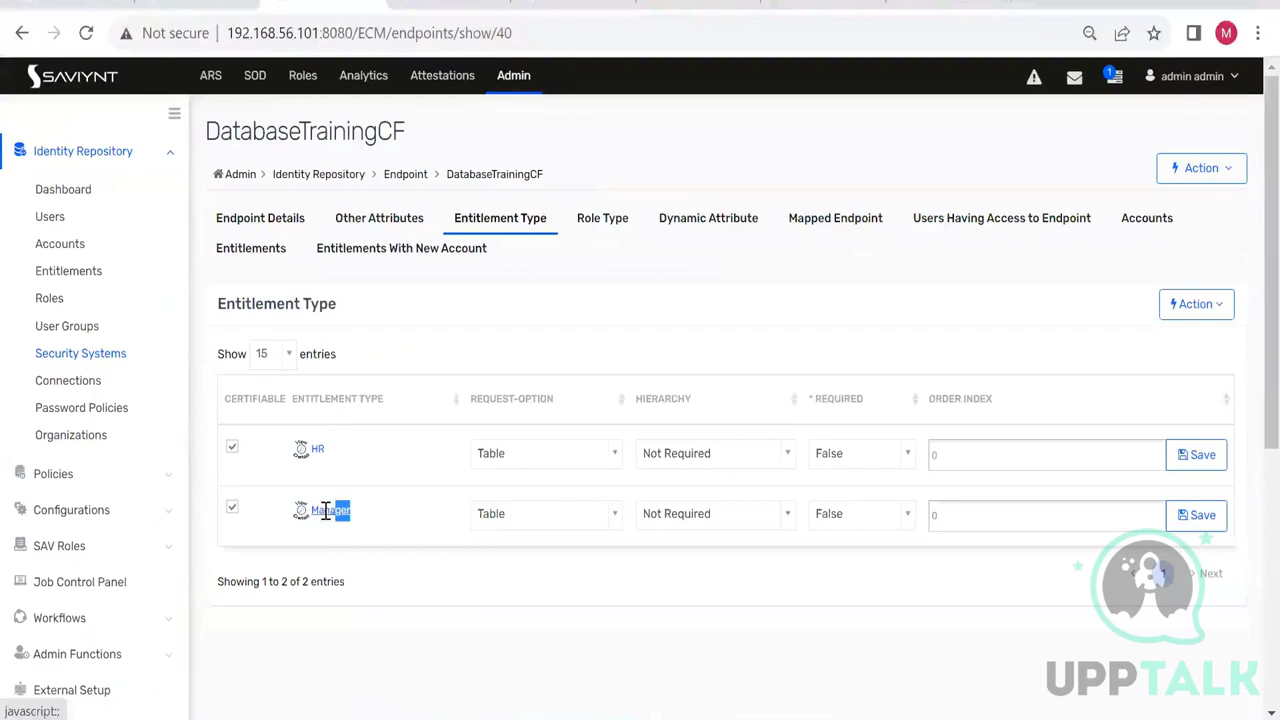 Not secure 192.168.56.101:8080/ECM/endpoints/show/40 M
SAVIYNT ARS SOD Roles Analytics Attestations Admin 1 admin admin
DatabaseTrainingCF
Action
Admin > Identity Repository > Endpoint > DatabaseTrainingCF
Endpoint Details Other Attributes Entitlement Type Role Type Dynamic Attribute Mapped Endpoint Users Having Access to Endpoint Accounts
Entitlements Entitlements With New Account
Identity Repository
Dashboard
Users
Accounts
Entitlements
Roles
User Groups
Security Systems
Connections
Password Policies
Organizations
Policies
Configurations
SAV Roles
Job Control Panel
Workflows
Admin Functions
External Setup
Entitlement Type Action
Show 15 entries
CERTIFIABLE ENTITLEMENT TYPE REQUEST-OPTION HIERARCHY * REQUIRED ORDER INDEX
HR Table Not Required False 0 Save
Manager Table Not Required False 0 Save
Showing 1 to 2 of 2 entries
1 Next
UPPTALK
javascript:;